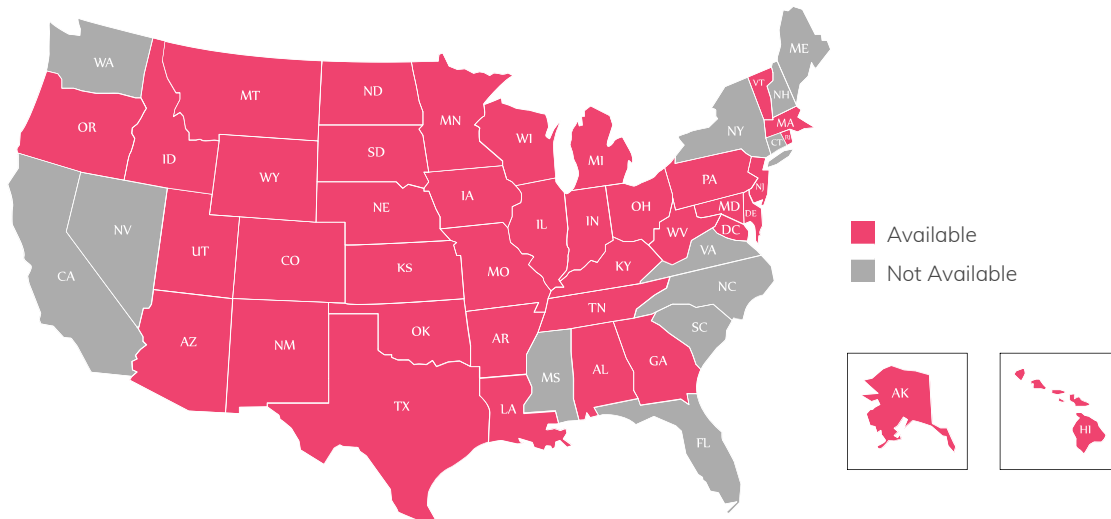 WA
OR
CA
NV
ID
MT
WY
UT
AZ
CO
NM
ND
SD
NE
KS
OK
TX
MN
IA
MO
AR
LA
WI
IL
MS
MI
IN
KY
TN
AL
OH
WV
GA
FL
SC
NC
VA
DC
MD
DE
PA
NJ
NY
CT
RI
MA
VT
NH
ME
Available
Not Available
AK
HI